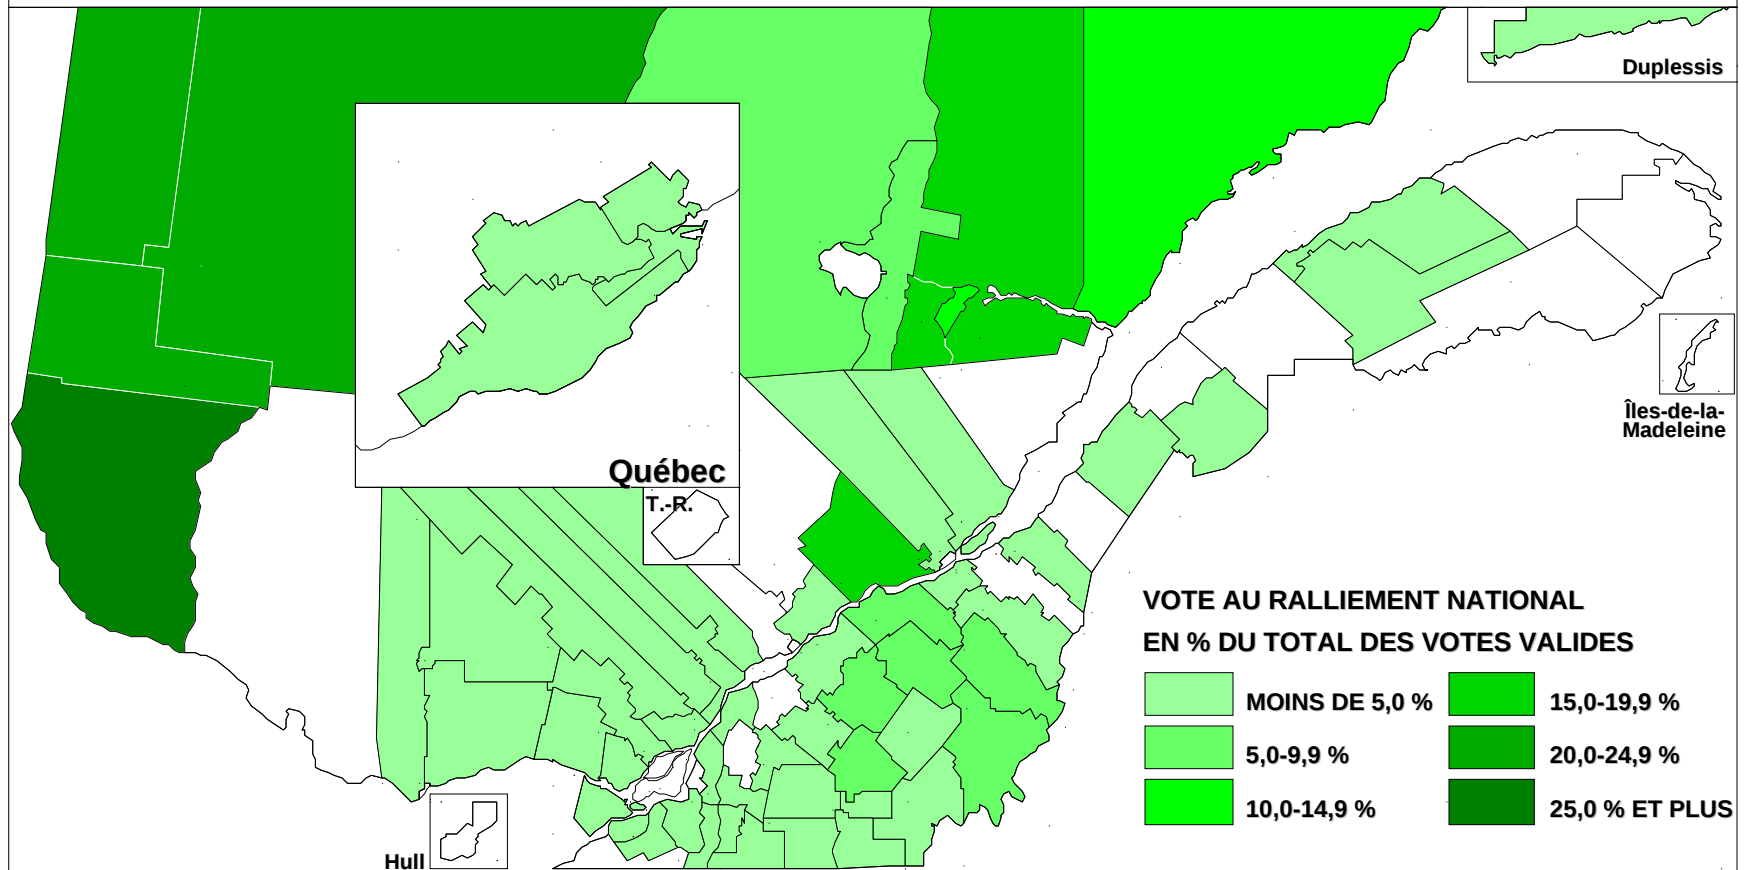 Duplessis
Îles-de-la-
Madeleine
Québec
T.-R.
VOTE AU RALLIEMENT NATIONAL
EN % DU TOTAL DES VOTES VALIDES
MOINS DE 5,0 %
15,0-19,9 %
5,0-9,9 %
20,0-24,9 %
10,0-14,9 %
25,0 % ET PLUS
Hull